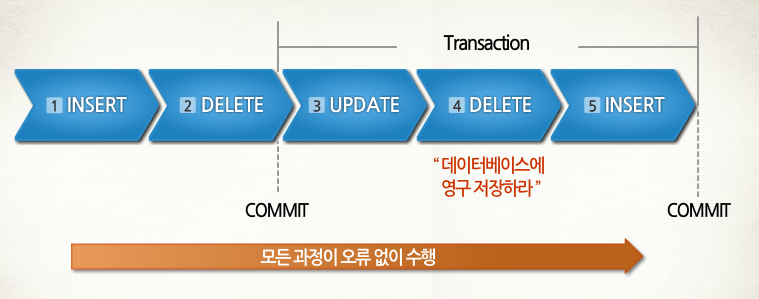 Transaction
1 INSERT
2 DELETE
3 UPDATE
4 DELETE
5 INSERT
“ 데이터베이스에
영구 저장하라 ”
COMMIT
COMMIT
모든 과정이 오류 없이 수행